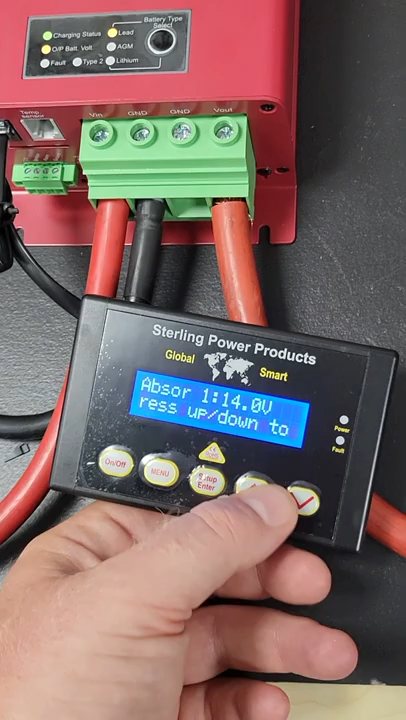 Charging Status
Lead
O/P Batt. Volt.
AGM
Fault
Type 2
Lithium
Battery Type
Select
Temp
sensor
Vin
GND
GND
Vout
Sterling Power Products
Global
Smart
Absor 1:14.0V
ress up/down to
Power
Fault
On/Off
MENU
Setup
Enter